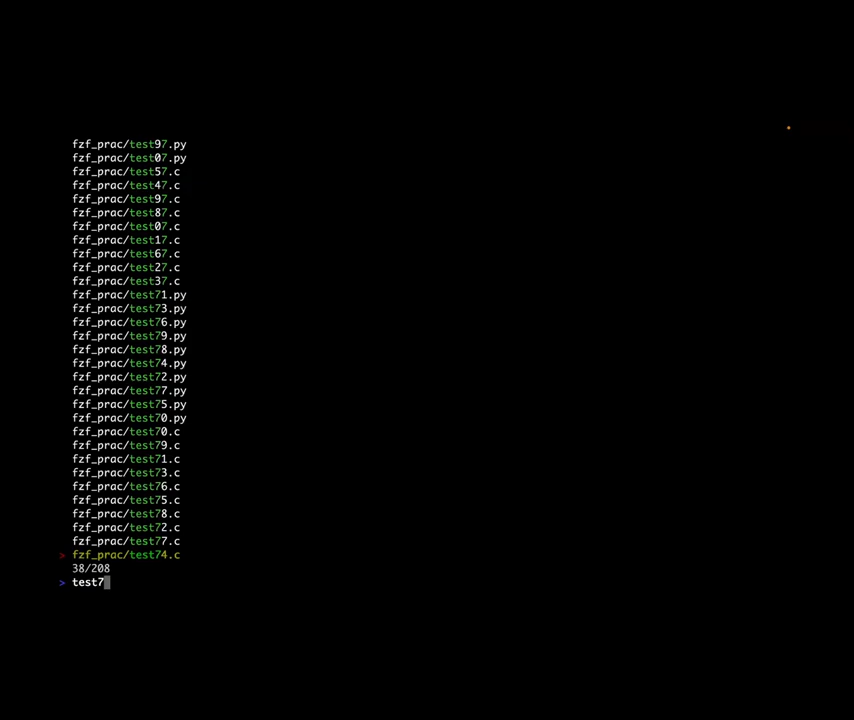 fzf_prac/test97.py
fzf_prac/test07.py
fzf_prac/test57.c
fzf_prac/test47.c
fzf_prac/test97.c
fzf_prac/test87.c
fzf_prac/test07.c
fzf_prac/test17.c
fzf_prac/test67.c
fzf_prac/test27.c
fzf_prac/test37.c
fzf_prac/test71.py
fzf_prac/test73.py
fzf_prac/test76.py
fzf_prac/test79.py
fzf_prac/test78.py
fzf_prac/test74.py
fzf_prac/test72.py
fzf_prac/test77.py
fzf_prac/test75.py
fzf_prac/test70.py
fzf_prac/test70.c
fzf_prac/test79.c
fzf_prac/test71.c
fzf_prac/test73.c
fzf_prac/test76.c
fzf_prac/test75.c
fzf_prac/test78.c
fzf_prac/test72.c
fzf_prac/test77.c
> fzf_prac/test74.c
38/208
> test7